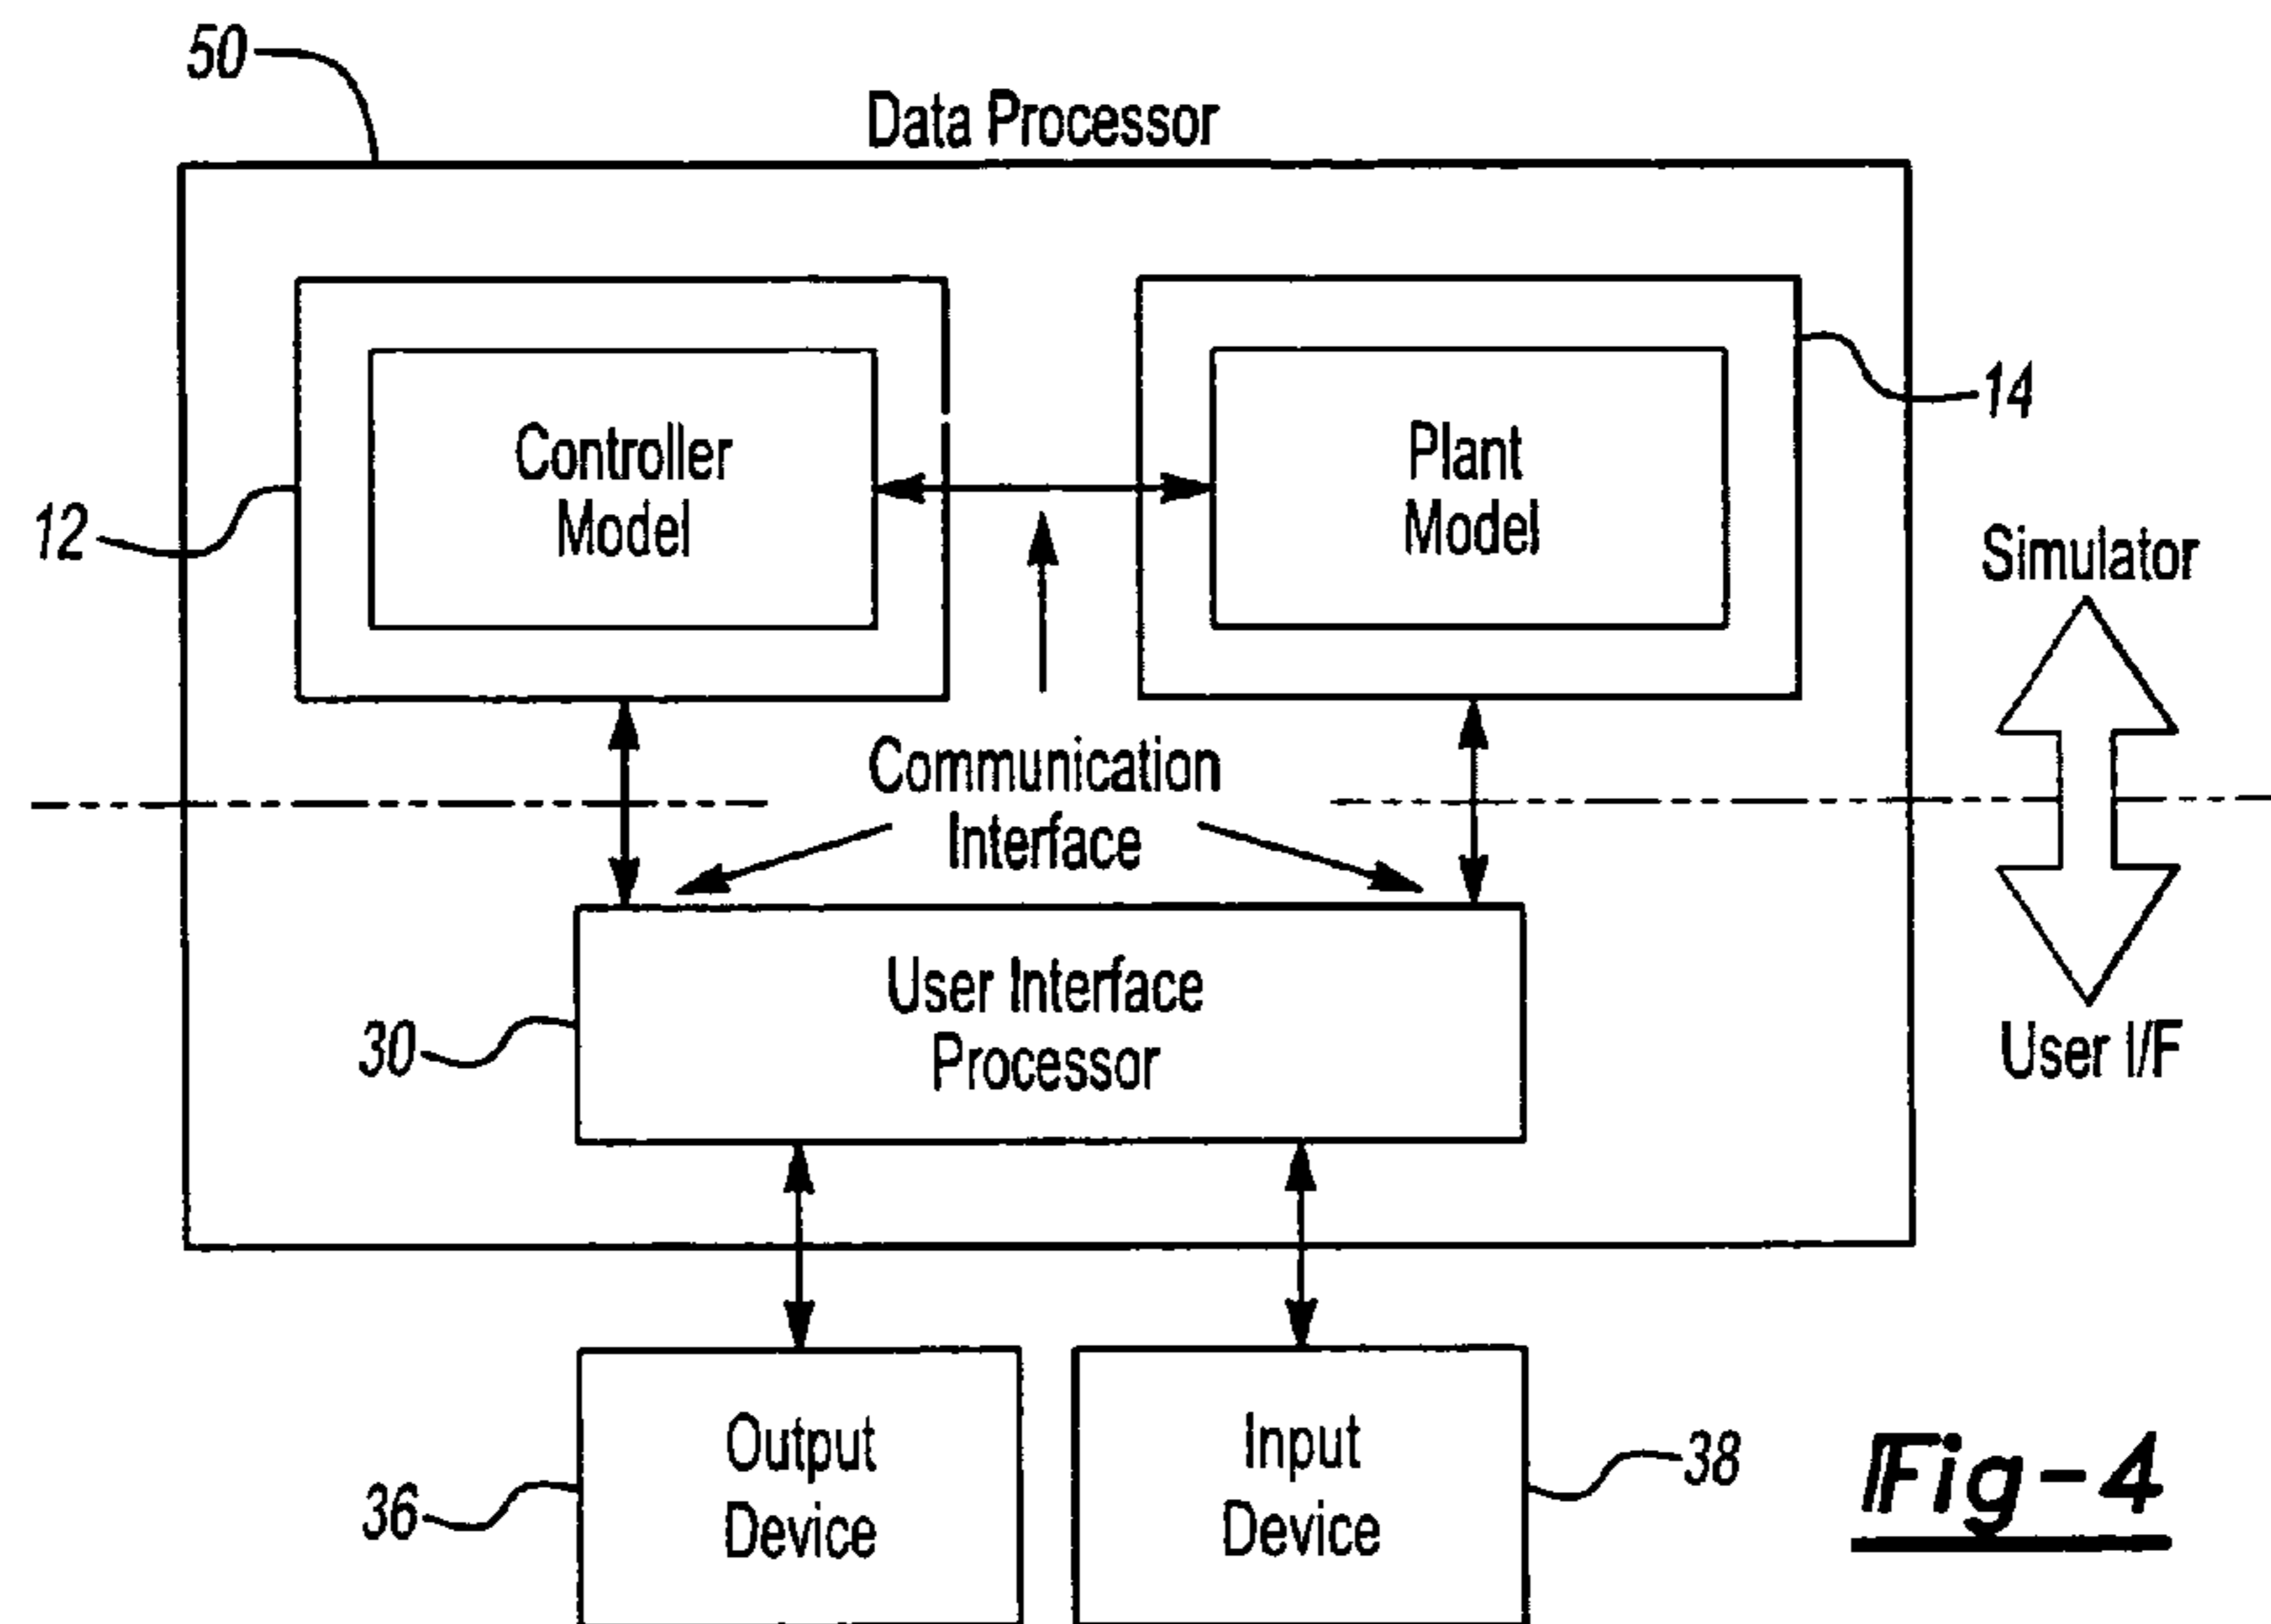 50
Data Processor
Controller
Model
Plant
Model
14
12
Simulator
Communication
Interface
User Interface
Processor
30
User I/F
Output
Device
Input
Device
36
38
Fig-4